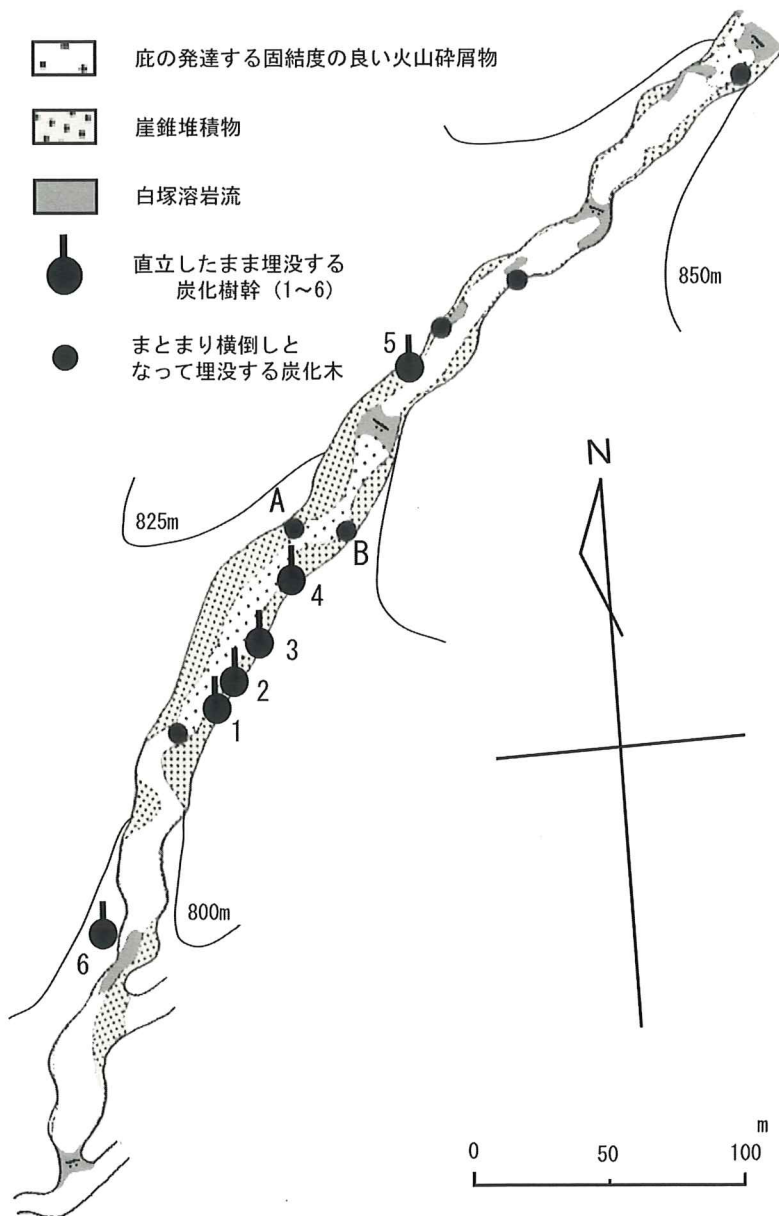 庇の発達する固結度の良い火山砕屑物
崖錐堆積物
白塚溶岩流
直立したまま埋没する
炭化樹幹 (1~6)
まとまり横倒しと
なって埋没する炭化木
850m
5
825m
A
B
N
4
3
2
1
800m
6
m
0 50 100